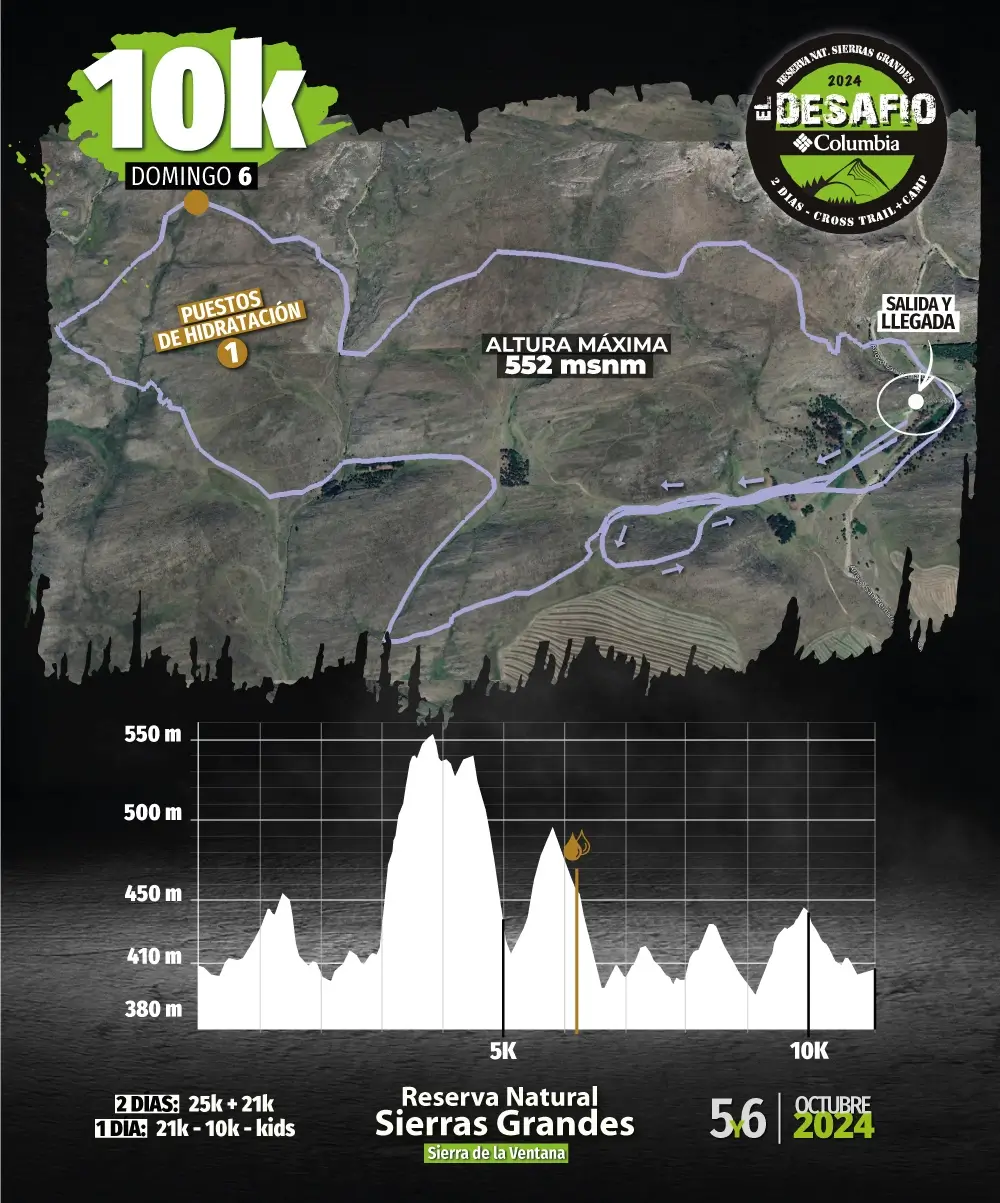 10k
DOMINGO 6
RESERVA NAT. SIERRAS GRANDES
2024
EL DESAFIO
Columbia
2 DIAS - CROSS TRAIL + CAMP
PUESTOS
DE HIDRATACIÓN
1
ALTURA MÁXIMA
552 msnm
SALIDA Y
LLEGADA
550 m
500 m
450 m
410 m
380 m
5K
10K
2 DIAS: 25k + 21k
1 DIA: 21k - 10k - kids
Reserva Natural
Sierras Grandes
Sierra de la Ventana
5y6
OCTUBRE
2024